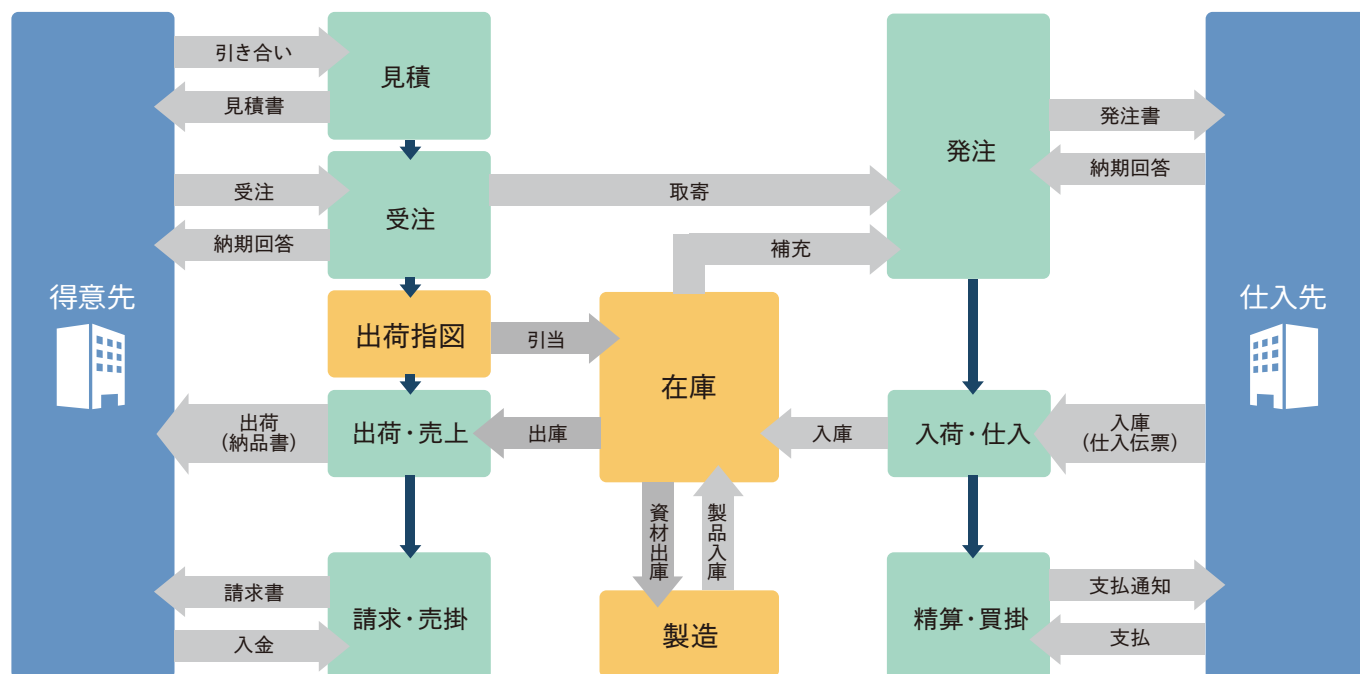 得意先
引き合い
見積書
見積
受注
納期回答
受注
取寄
補充
発注
発注書
納期回答
仕入先
出荷指図
引当
在庫
出荷
(納品書)
出荷・売上
出庫
入庫
入荷・仕入
入庫
(仕入伝票)
資材出庫
製品入庫
請求書
入金
請求・売掛
製造
精算・買掛
支払通知
支払